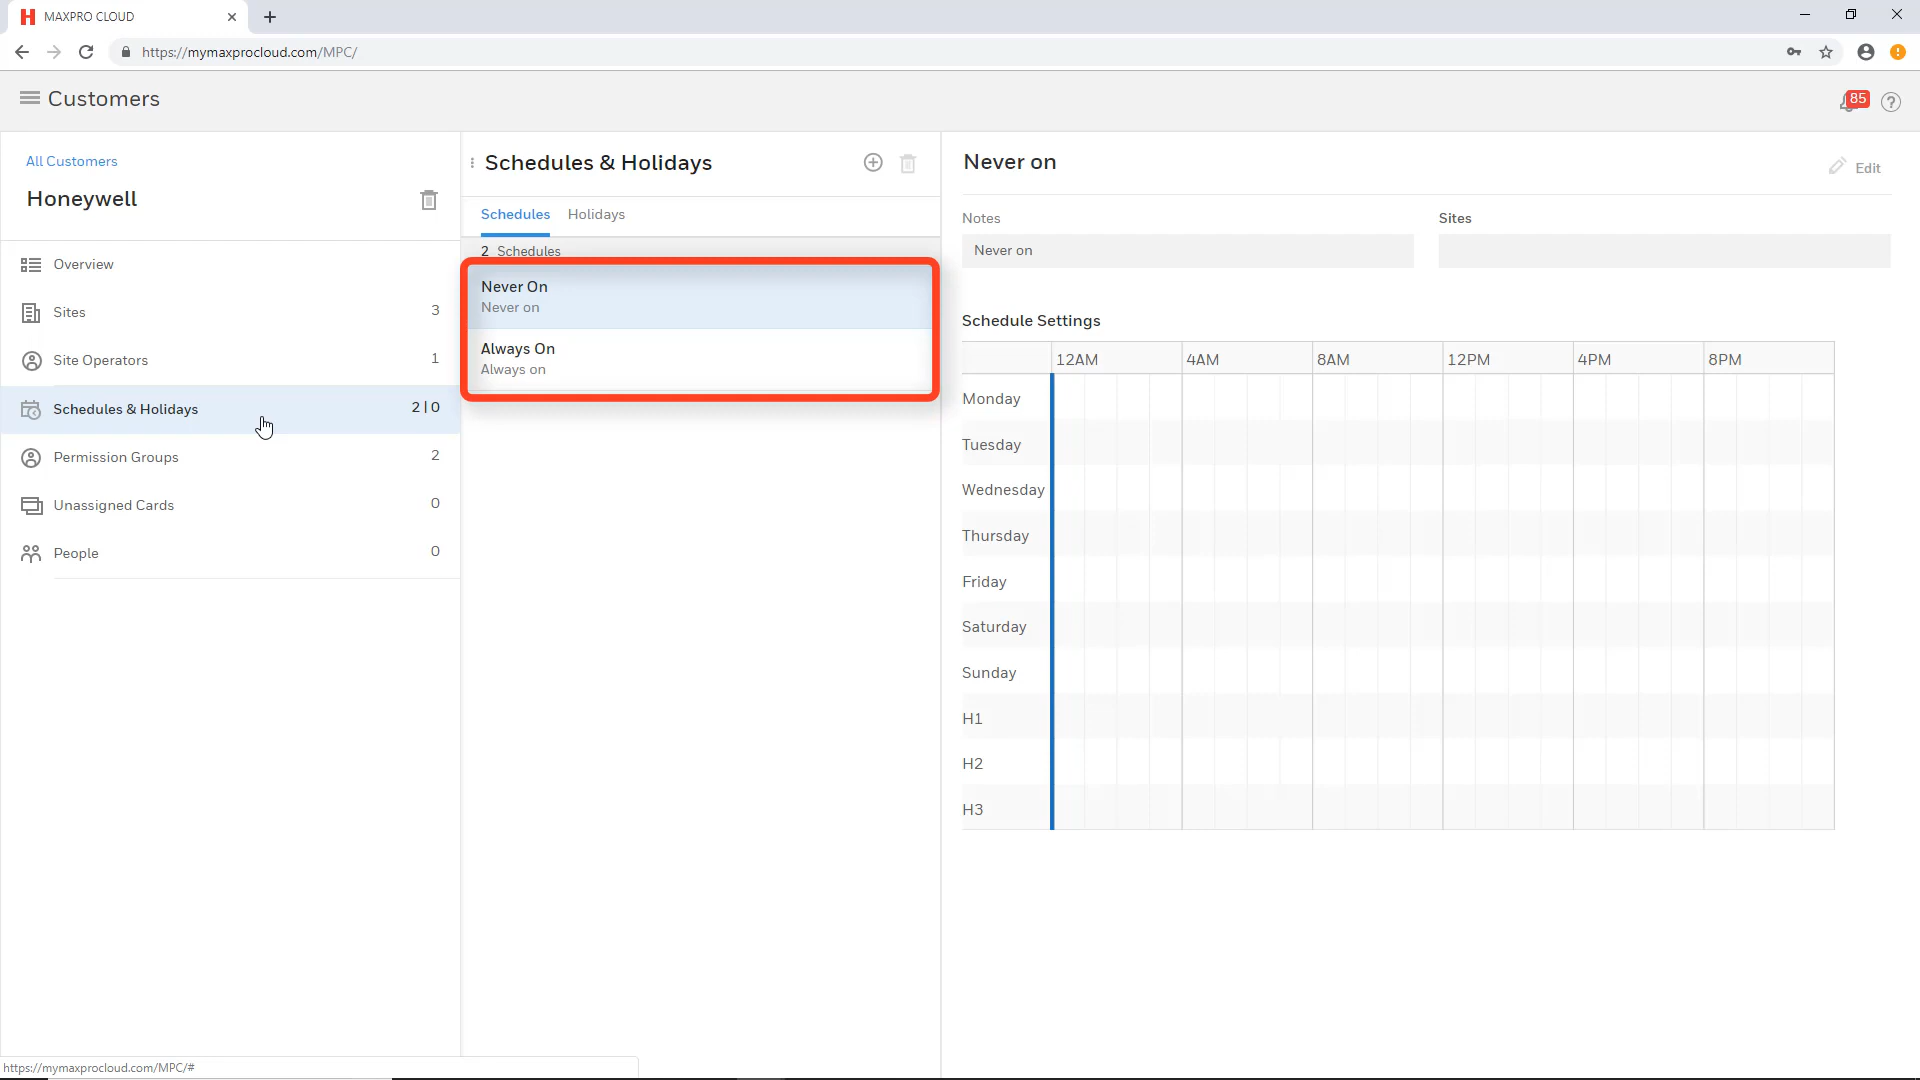 MAXPRO CLOUD
https://mymaxprocloud.com/MPC/
Customers
85
All Customers
Honeywell
Overview
Sites 3
Site Operators 1
Schedules & Holidays 2|0
Permission Groups 2
Unassigned Cards 0
People 0
Schedules & Holidays
Schedules Holidays
2 Schedules
Never On
Never on
Always On
Always on
Never on
Edit
Notes Sites
Never on
Schedule Settings
12AM 4AM 8AM 12PM 4PM 8PM
Monday
Tuesday
Wednesday
Thursday
Friday
Saturday
Sunday
H1
H2
H3
https://mymaxprocloud.com/MPC/#